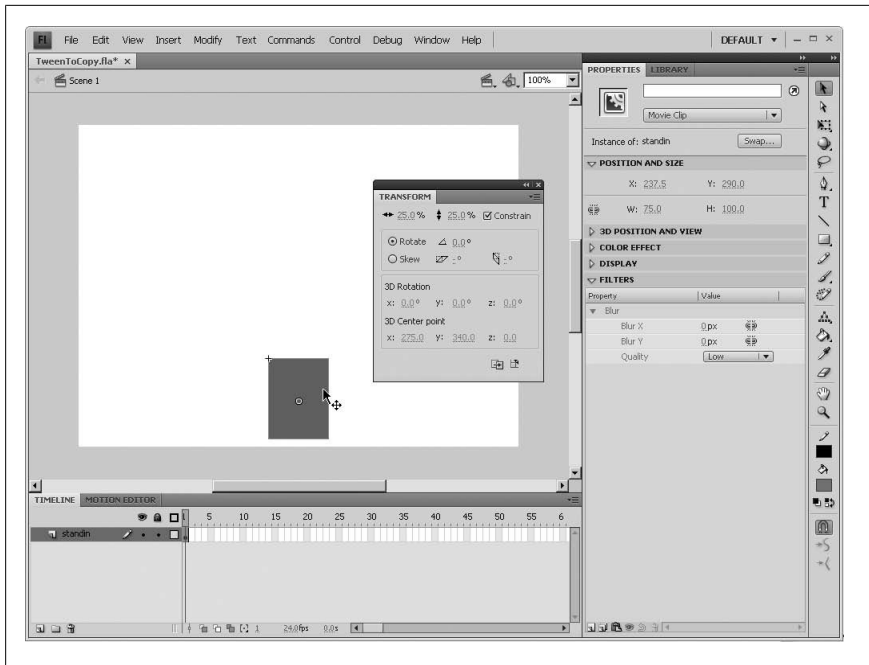 Fl File Edit View Insert Modify Text Commands Control Debug Window Help DEFAULT
TweenToCopy.fla* ×
Scene 1 100%
PROPERTIES LIBRARY
Movie Clip
Instance of: standin Swap...
POSITION AND SIZE
X: 237.5 Y: 290.0
W: 75.0 H: 100.0
3D POSITION AND VIEW
COLOR EFFECT
DISPLAY
FILTERS
Property Value
Blur
Blur X 0 px
Blur Y 0 px
Quality Low
TRANSFORM
25.0 % 25.0 % Constrain
Rotate 0.0°
Skew -° -°
3D Rotation
x: 0.0° y: 0.0° z: 0.0°
3D Center point
x: 275.0 y: 340.0 z: 0.0
TIMELINE MOTION EDITOR
1 5 10 15 20 25 30 35 40 45 50 55 6
standin
1 24.0fps 0.0s